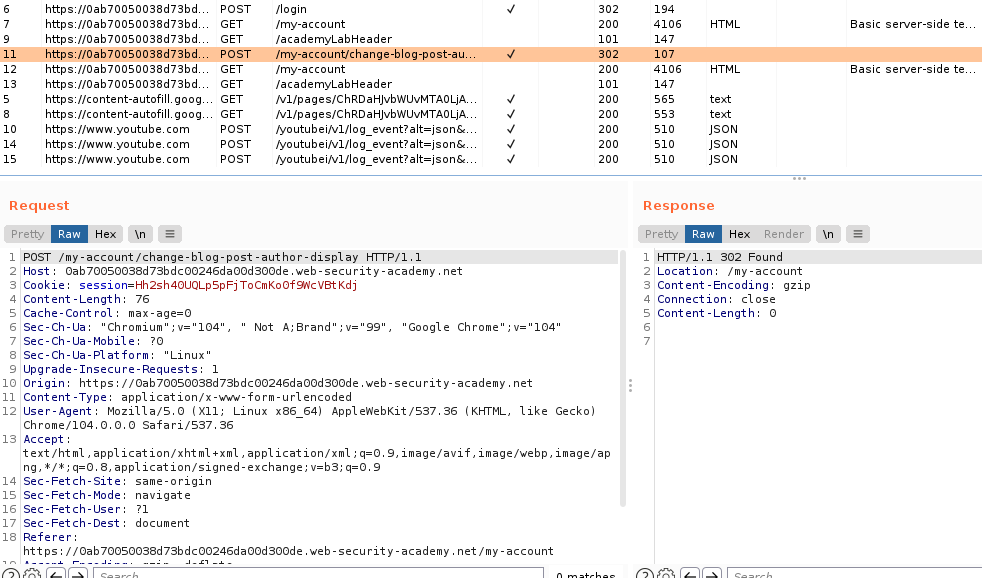 6 https://0ab70050038d73bd... POST /login ✓ 302 194
7 https://0ab70050038d73bd... GET /my-account 200 4106 HTML Basic server-side te...
9 https://0ab70050038d73bd... GET /academyLabHeader 101 147
11 https://0ab70050038d73bd... POST /my-account/change-blog-post-au... ✓ 302 107
12 https://0ab70050038d73bd... GET /my-account 200 4106 HTML Basic server-side te...
13 https://0ab70050038d73bd... GET /academyLabHeader 101 147
5 https://content-autofill.goog... GET /v1/pages/ChRDaHJvbWUvMTA0LjA... ✓ 200 565 text
8 https://content-autofill.goog... GET /v1/pages/ChRDaHJvbWUvMTA0LjA... ✓ 200 553 text
10 https://www.youtube.com POST /youtubei/v1/log_event?alt=json&... ✓ 200 510 JSON
14 https://www.youtube.com POST /youtubei/v1/log_event?alt=json&... ✓ 200 510 JSON
15 https://www.youtube.com POST /youtubei/v1/log_event?alt=json&... ✓ 200 510 JSON
Request
Pretty Raw Hex \n
1 POST /my-account/change-blog-post-author-display HTTP/1.1
2 Host: 0ab70050038d73bdc00246da00d300de.web-security-academy.net
3 Cookie: session=Hh2sh40UQLp5pFjToCmKo0f9WcVBtKdj
4 Content-Length: 76
5 Cache-Control: max-age=0
6 Sec-Ch-Ua: "Chromium";v="104", " Not A;Brand";v="99", "Google Chrome";v="104"
7 Sec-Ch-Ua-Mobile: ?0
8 Sec-Ch-Ua-Platform: "Linux"
9 Upgrade-Insecure-Requests: 1
10 Origin: https://0ab70050038d73bdc00246da00d300de.web-security-academy.net
11 Content-Type: application/x-www-form-urlencoded
12 User-Agent: Mozilla/5.0 (X11; Linux x86_64) AppleWebKit/537.36 (KHTML, like Gecko)
Chrome/104.0.0.0 Safari/537.36
13 Accept:
text/html,application/xhtml+xml,application/xml;q=0.9,image/avif,image/webp,image/ap
ng,*/*;q=0.8,application/signed-exchange;v=b3;q=0.9
14 Sec-Fetch-Site: same-origin
15 Sec-Fetch-Mode: navigate
16 Sec-Fetch-User: ?1
17 Sec-Fetch-Dest: document
18 Referer:
https://0ab70050038d73bdc00246da00d300de.web-security-academy.net/my-account
19 Accept-Encoding: gzip, deflate
Search... 0 matches
Response
Pretty Raw Hex Render \n
1 HTTP/1.1 302 Found
2 Location: /my-account
3 Content-Encoding: gzip
4 Connection: close
5 Content-Length: 0
6
7
Search...